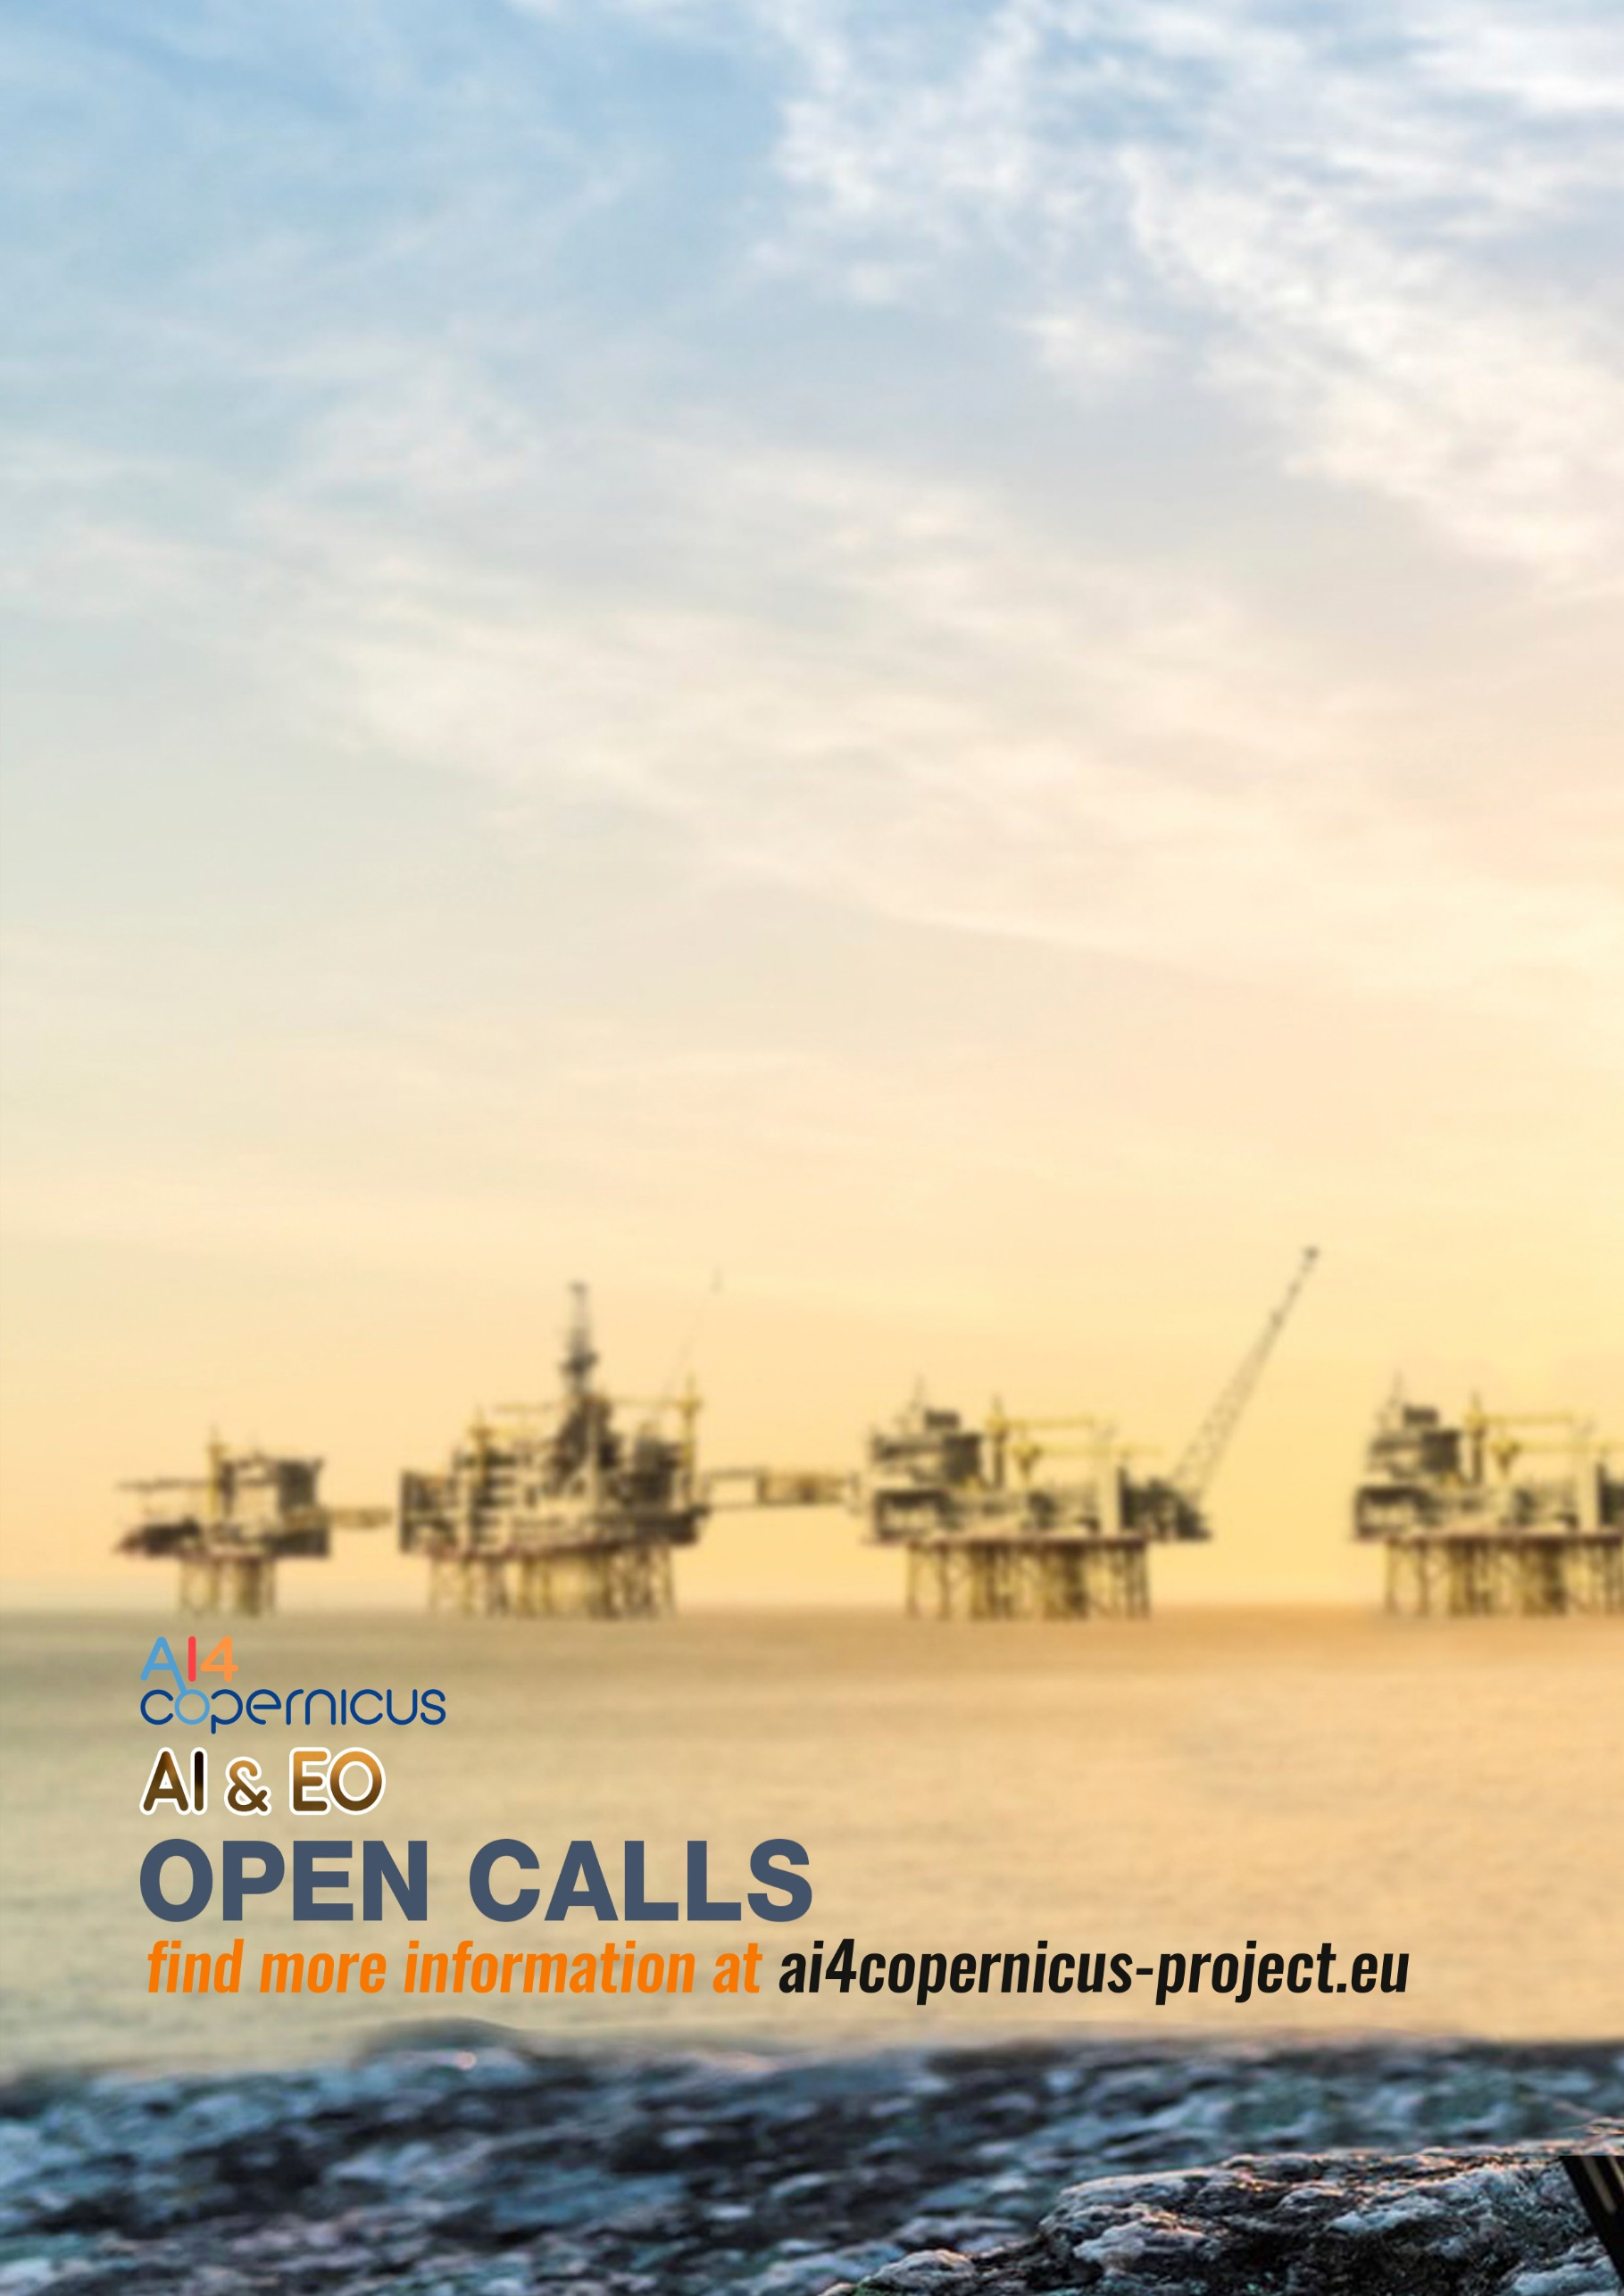 AI4
copernicus
AI & EO
OPEN CALLS
find more information at ai4copernicus-project.eu